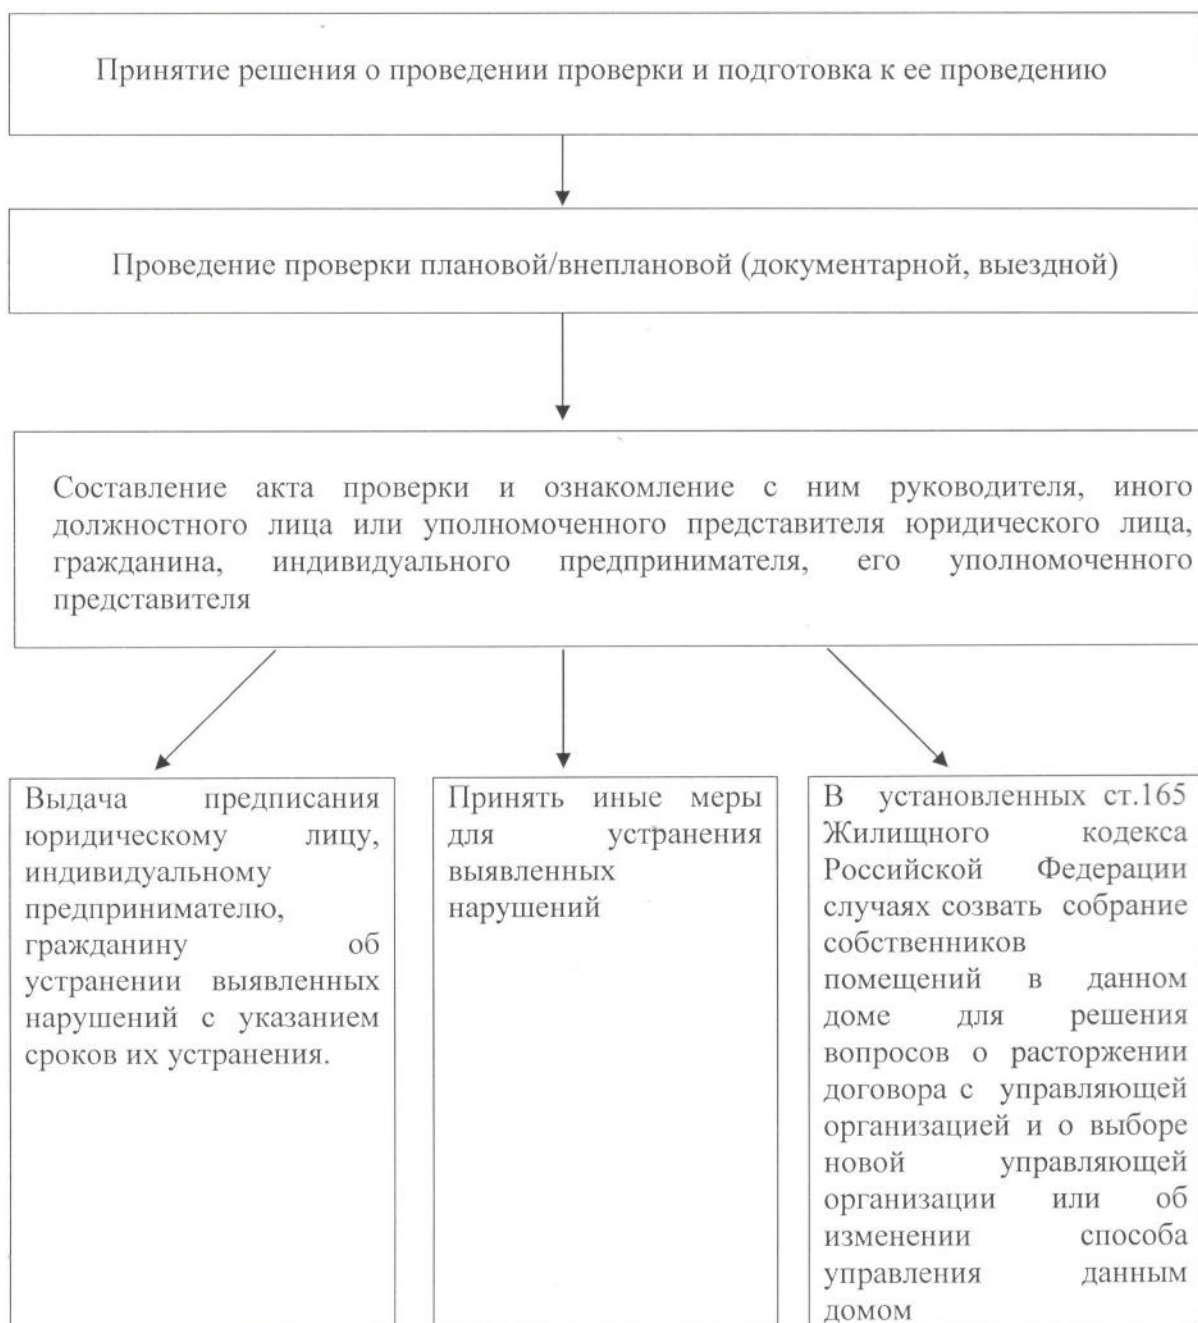 Принятие решения о проведении проверки и подготовка к ее проведению
Проведение проверки плановой/внеплановой (документарной, выездной)
Составление акта проверки и ознакомление с ним руководителя, иного
должностного лица или уполномоченного представителя юридического лица,
гражданина, индивидуального предпринимателя, его уполномоченного
представителя
Выдача предписания
юридическому лицу,
индивидуальному
предпринимателю,
гражданину об
устранении выявленных
нарушений с указанием
сроков их устранения.
Принять иные меры
для устранения
выявленных
нарушений
В установленных ст.165
Жилищного кодекса
Российской Федерации
случаях созвать собрание
собственников
помещений в данном
доме для решения
вопросов о расторжении
договора с управляющей
организацией и о выборе
новой управляющей
организации или об
изменении способа
управления данным
домом